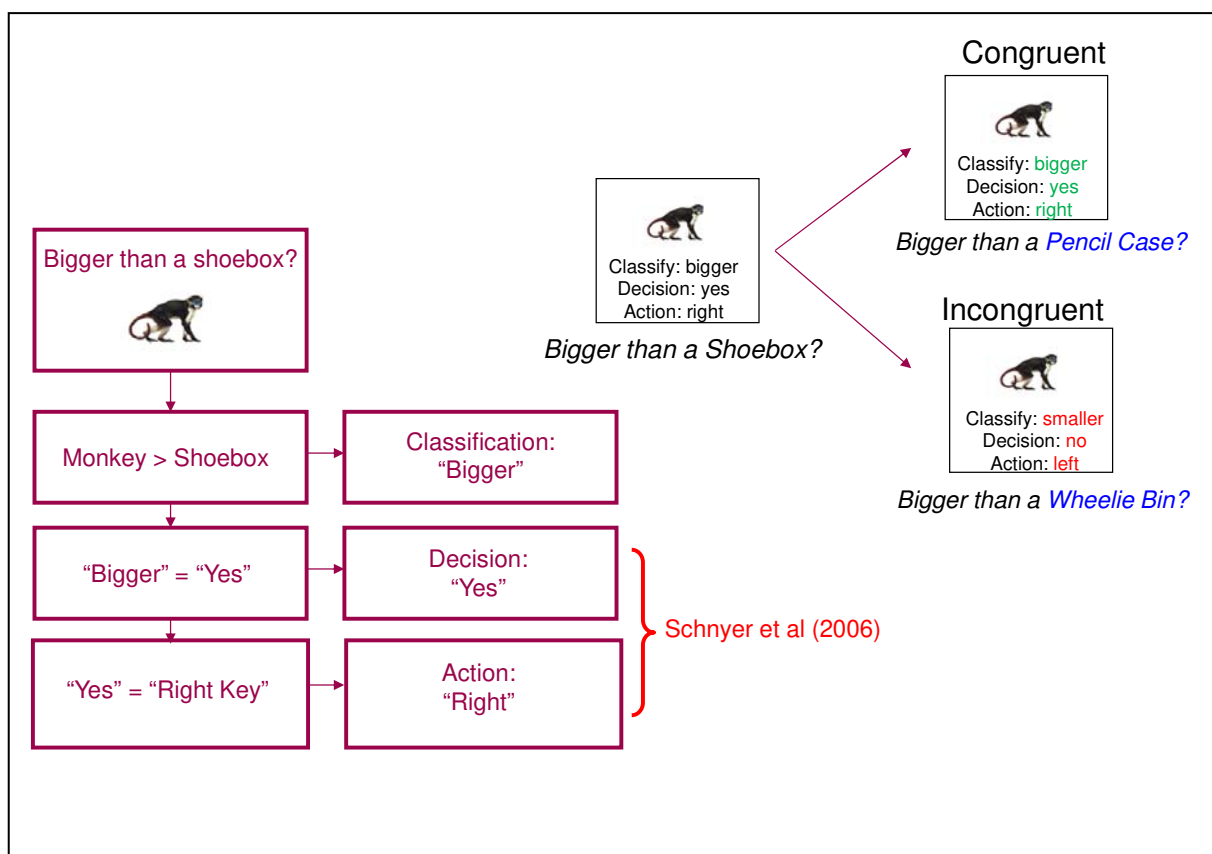 Bigger than a shoebox?
Monkey > Shoebox
Classification:
“Bigger”
“Bigger” = “Yes”
Decision:
“Yes”
“Yes” = “Right Key”
Action:
“Right”
Schnyer et al (2006)
Classify: bigger
Decision: yes
Action: right
Bigger than a Shoebox?
Congruent
Classify: bigger
Decision: yes
Action: right
Bigger than a Pencil Case?
Incongruent
Classify: smaller
Decision: no
Action: left
Bigger than a Wheelie Bin?